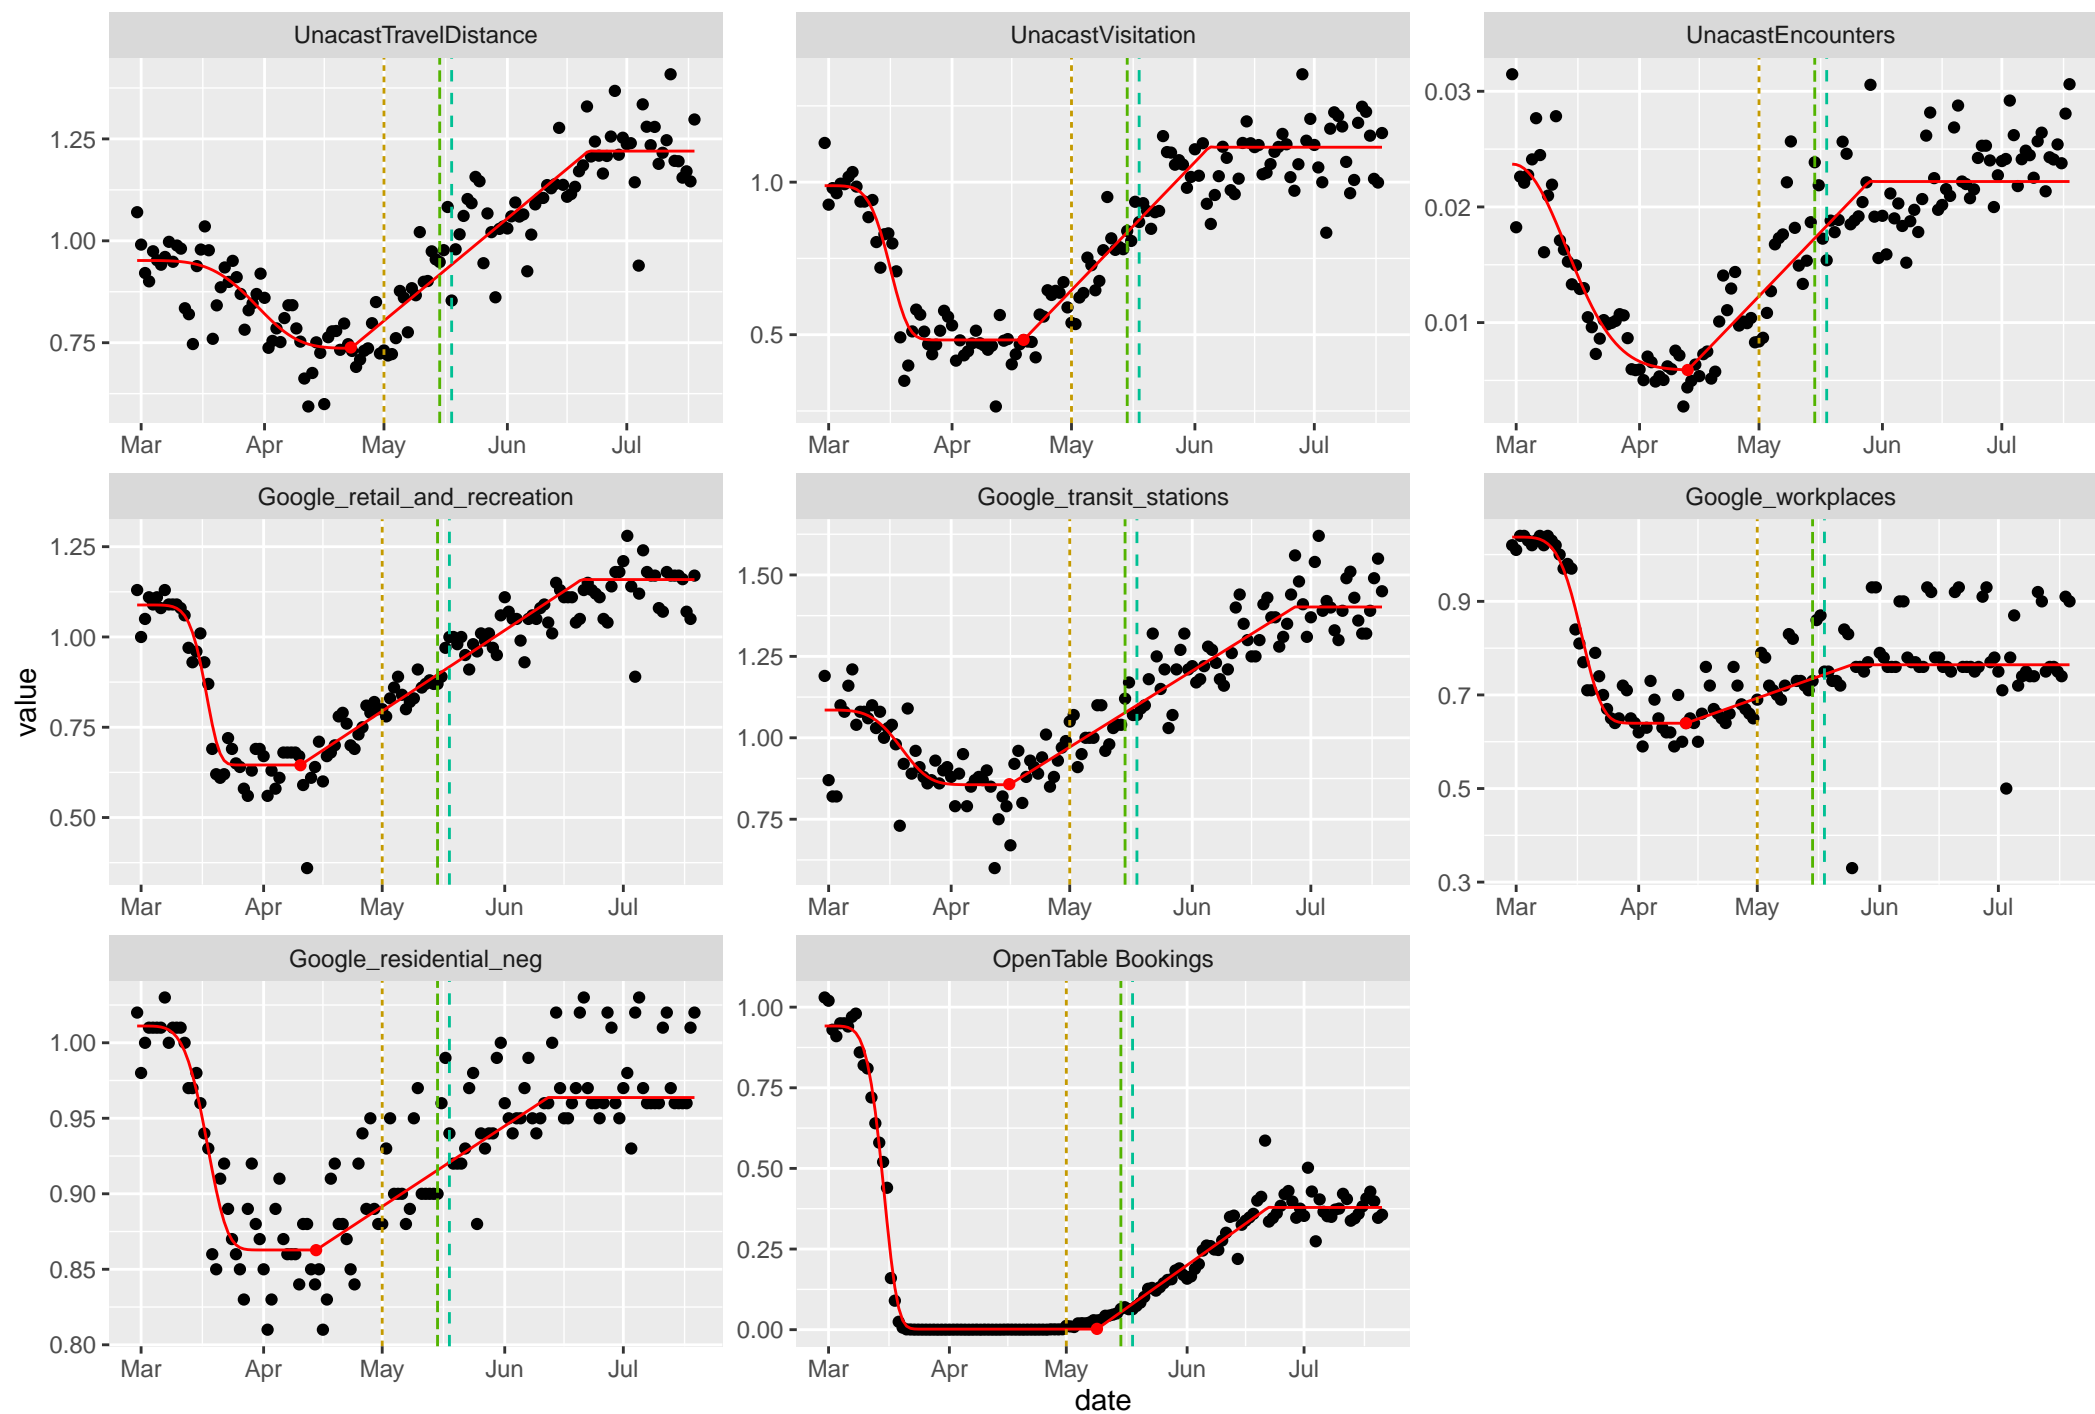 UnacastTravelDistance UnacastVisitation UnacastEncounters
1.25
1.00
0.75
Mar Apr May Jun Jul
1.0
0.5
Mar Apr May Jun Jul
0.03
0.02
0.01
Mar Apr May Jun Jul
Google_retail_and_recreation Google_transit_stations Google_workplaces
value
1.25
1.00
0.75
0.50
Mar Apr May Jun Jul
1.50
1.25
1.00
0.75
Mar Apr May Jun Jul
0.9
0.7
0.5
0.3
Mar Apr May Jun Jul
Google_residential_neg OpenTable Bookings
1.00
0.95
0.90
0.85
0.80
Mar Apr May Jun Jul
1.00
0.75
0.50
0.25
0.00
Mar Apr May Jun Jul
date